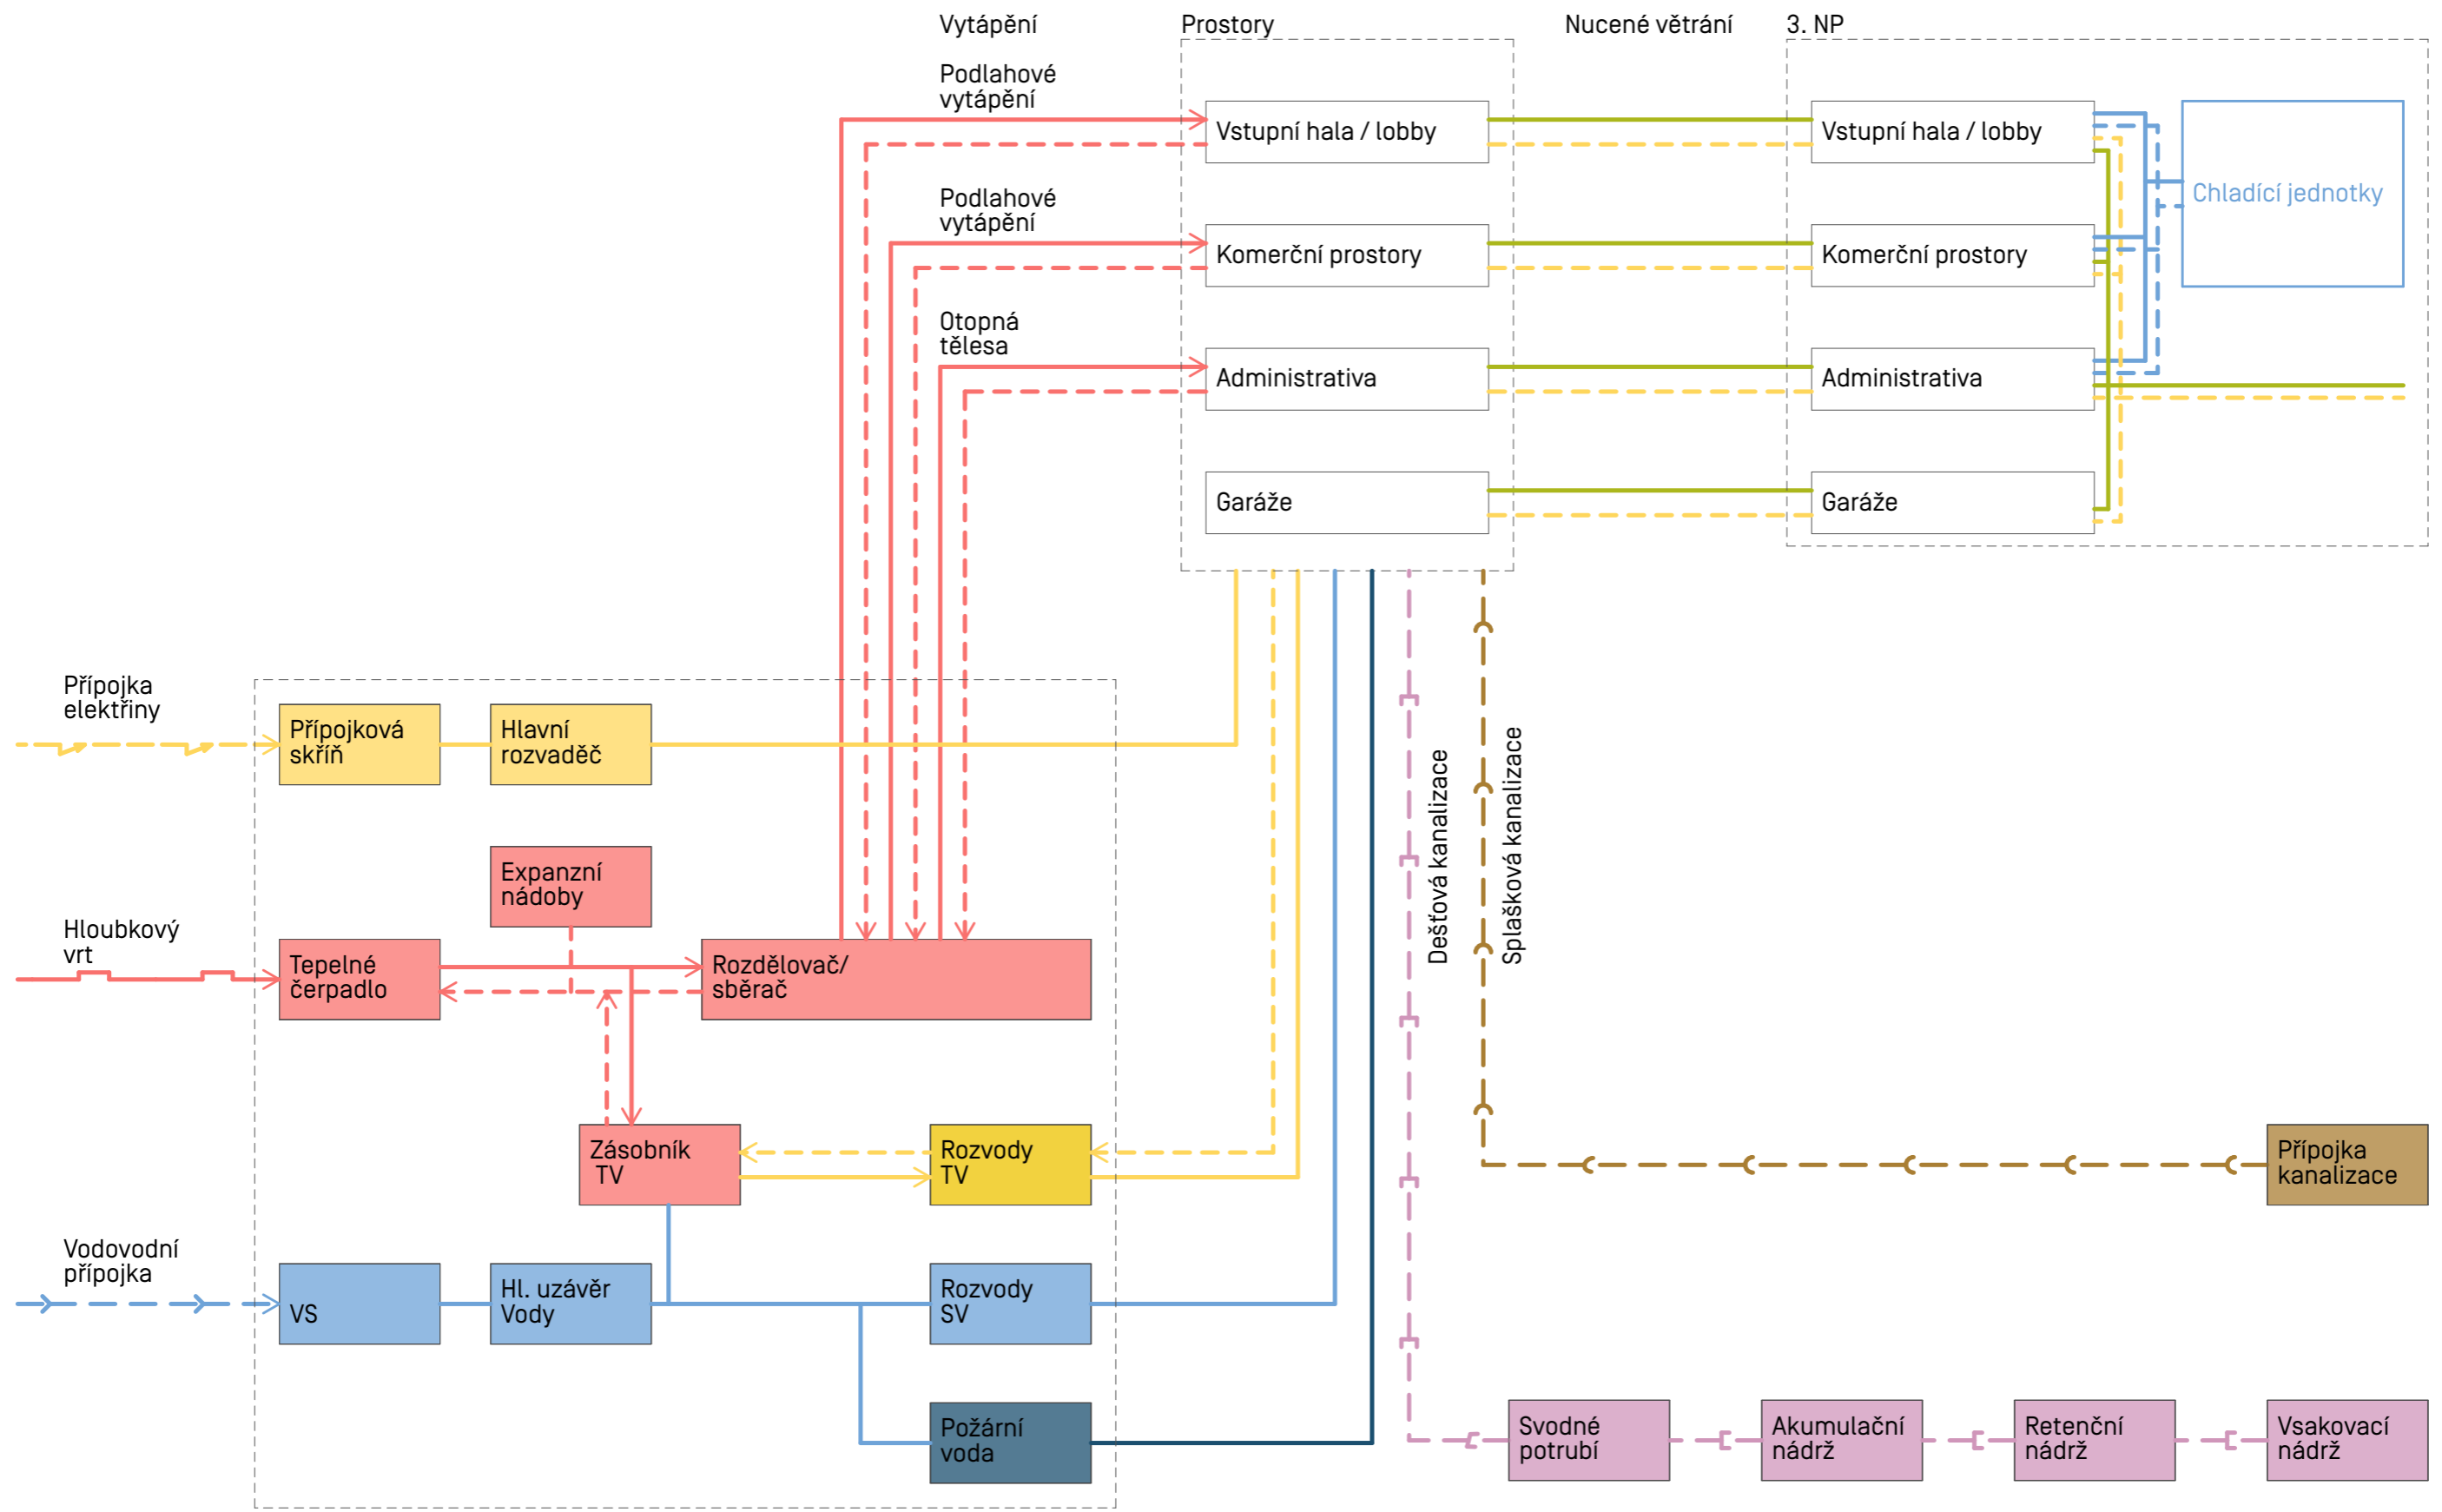 Vytápění
Prostory
Nucené větrání
3. NP
Podlahové
vytápění
Vstupní hala / lobby
Vstupní hala / lobby
Chladící jednotky
Podlahové
vytápění
Komerční prostory
Komerční prostory
Otopná
tělesa
Administrativa
Administrativa
Garáže
Garáže
Přípojka
elektřiny
Přípojková
skříň
Hlavní
rozvaděč
Dešťová kanalizace
Splašková kanalizace
Expanzní
nádoby
Hloubkový
vrt
Tepelné
čerpadlo
Rozdělovač/
sběrač
Zásobník
TV
Rozvody
TV
Přípojka
kanalizace
Vodovodní
přípojka
VS
Hl. uzávěr
Vody
Rozvody
SV
Požární
voda
Svodné
potrubí
Akumulační
nádrž
Retenční
nádrž
Vsakovací
nádrž